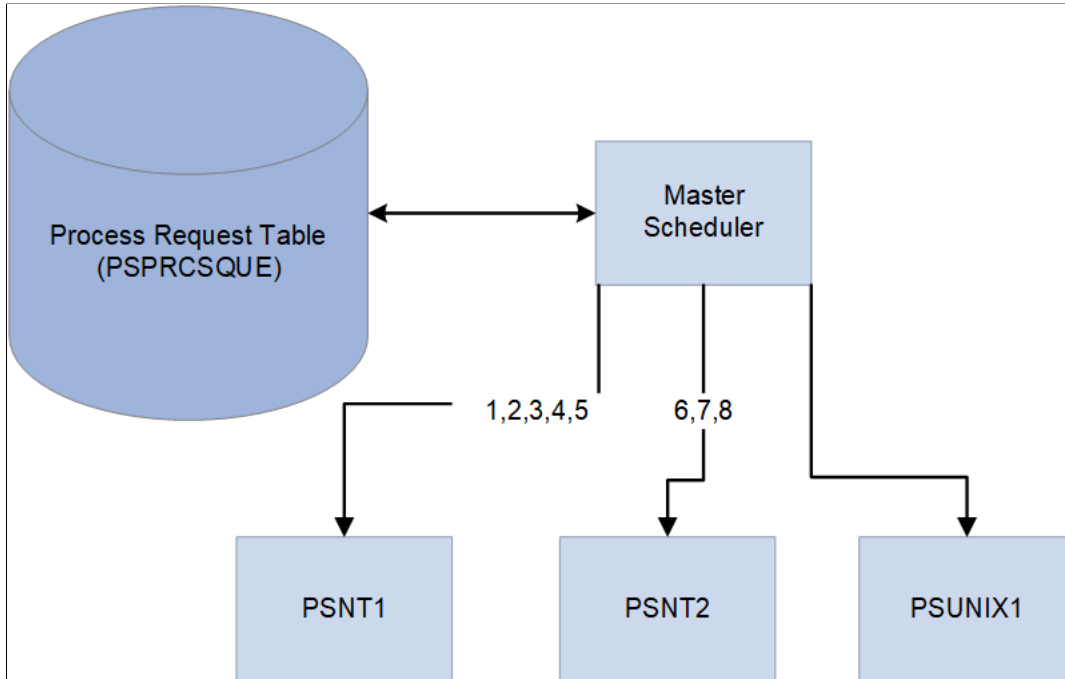 Process Request Table
(PSPRCSQUE)
Master
Scheduler
1,2,3,4,5
6,7,8
PSNT1
PSNT2
PSUNIX1